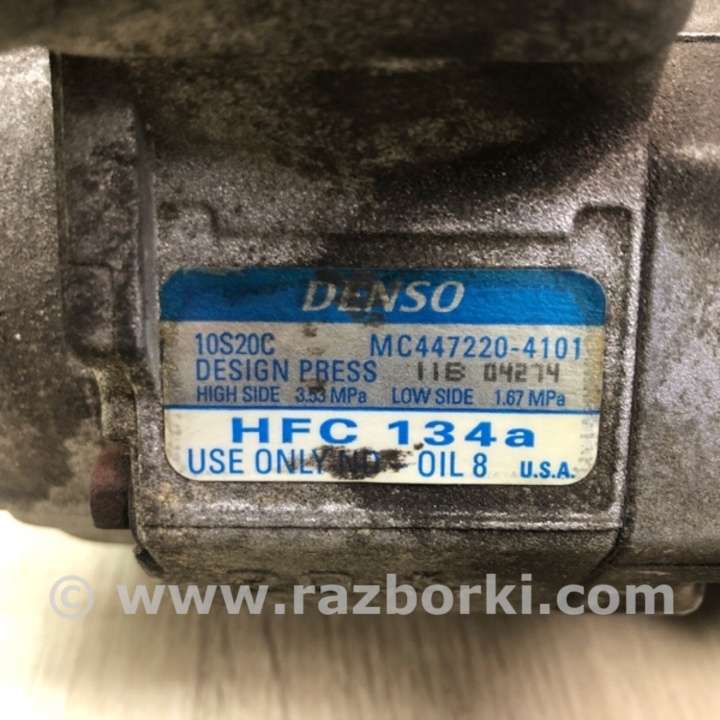 DENSO
10S20C MC447220-4101
DESIGN PRESS 11B 04274
HIGH SIDE 3.53 MPa LOW SIDE 1.67 MPa
HFC 134a
USE ONLY ND-OIL 8 U.S.A.
© www.razborki.com